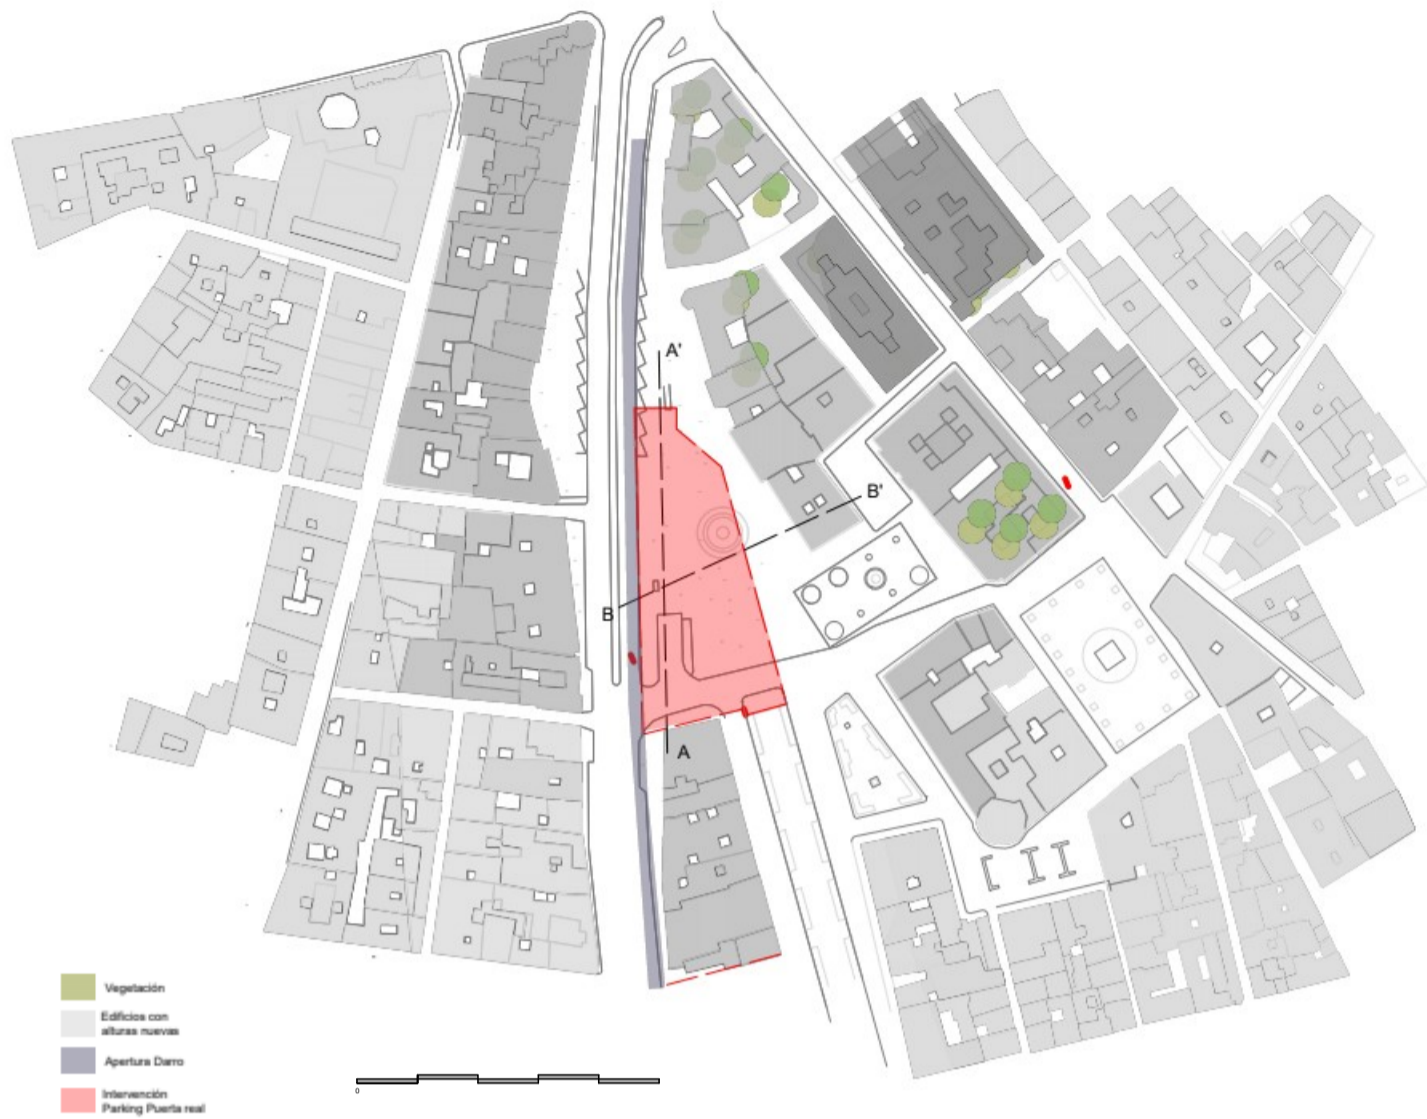 A'
B'
B
A
Vegetación
Edificios con
alturas nuevas
Apertura Darro
Intervención
Parking Puerta real
0